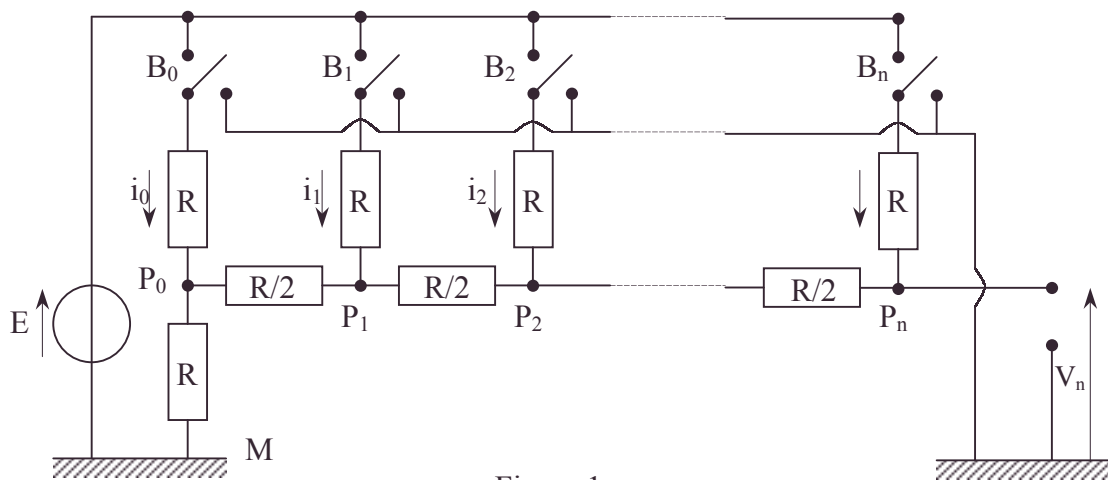 B₀ B₁ B₂ Bₙ
i₀ R i₁ R i₂ R R
P₀ R/2 R/2 R/2
P₁ P₂ Pₙ
E R Vₙ
M